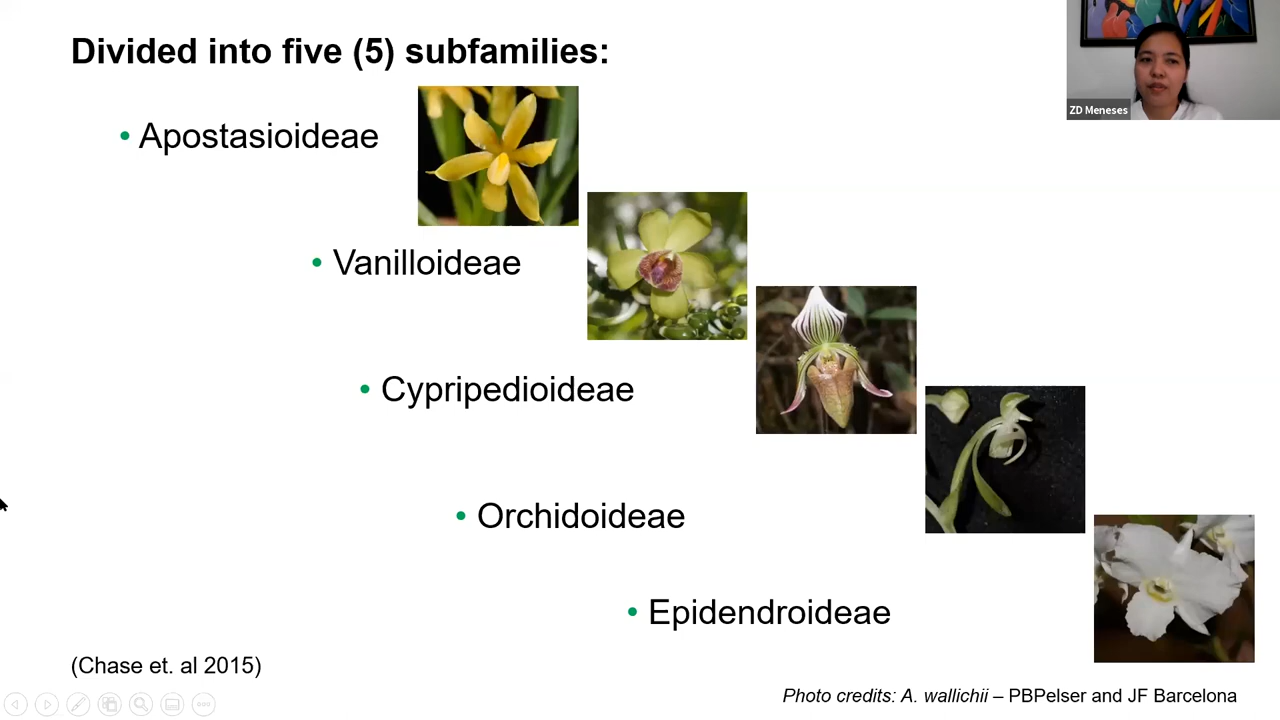 Divided into five (5) subfamilies:
ZD Meneses
• Apostasioideae
• Vanilloideae
• Cypripedioideae
• Orchidoideae
• Epidendroideae
(Chase et. al 2015)
Photo credits: A. wallichii – PBPelser and JF Barcelona